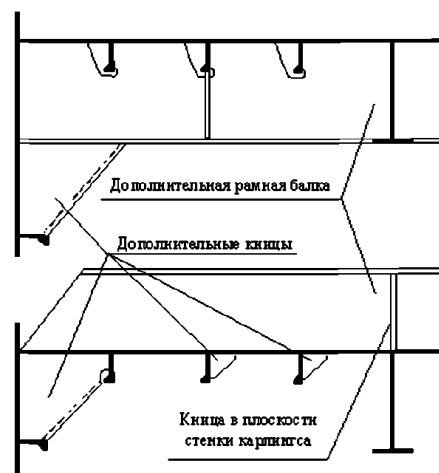 Дополнительная рамная балка
Дополнительные кницы
Кница в плоскости
стенки карлингса